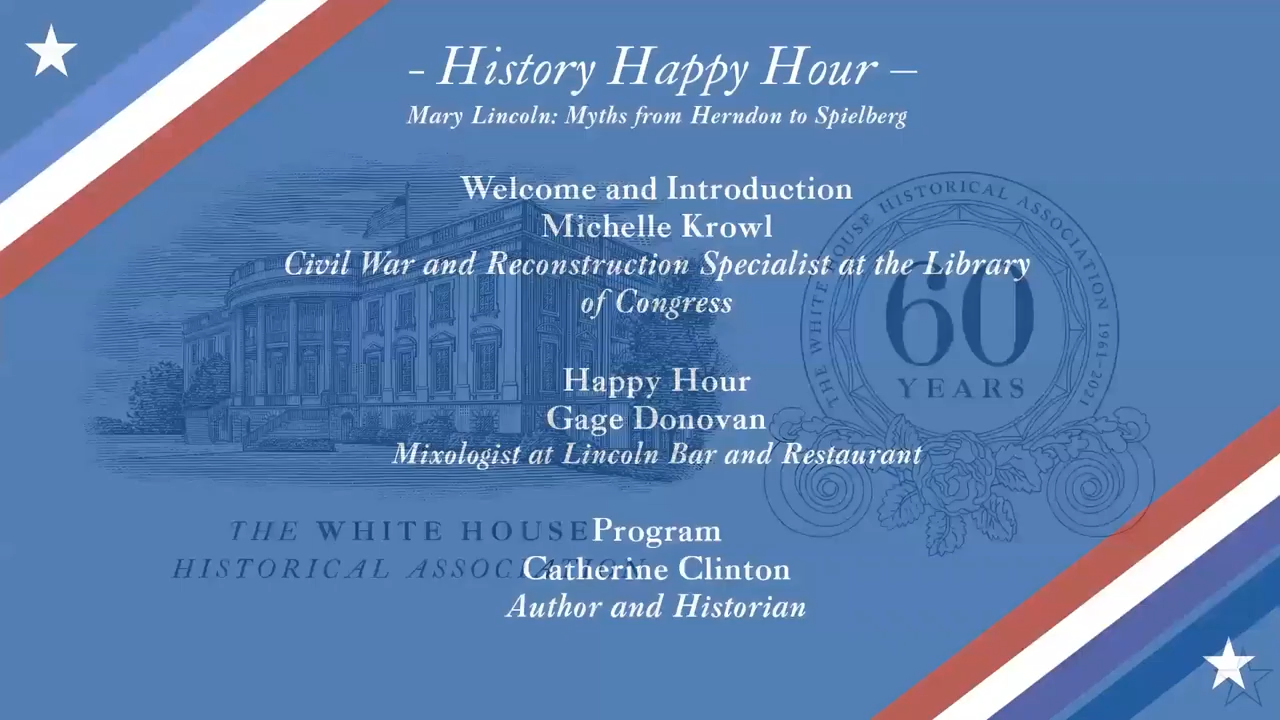 - History Happy Hour –
Mary Lincoln: Myths from Herndon to Spielberg
Welcome and Introduction
Michelle Krowl
Civil War and Reconstruction Specialist at the Library
of Congress
Happy Hour
Gage Donovan
Mixologist at Lincoln Bar and Restaurant
Program
Catherine Clinton
Author and Historian
THE WHITE HOUSE
HISTORICAL ASSOCIATION
THE WHITE HOUSE HISTORICAL ASSOCIATION 1961–2021
60
YEARS